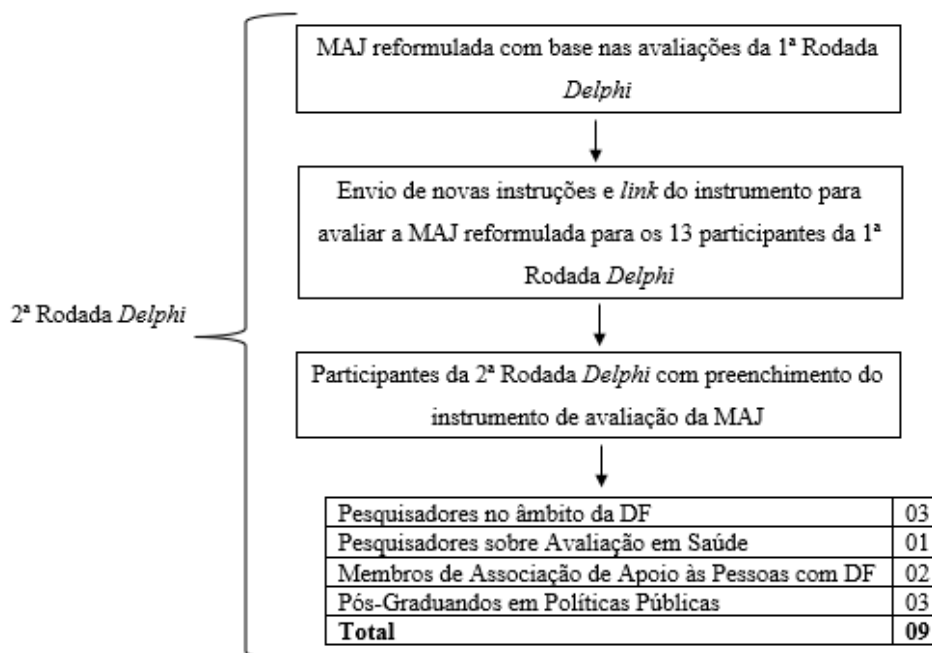 MAJ reformulada com base nas avaliações da 1ª Rodada
Delphi
Envio de novas instruções e link do instrumento para
avaliar a MAJ reformulada para os 13 participantes da 1ª
Rodada Delphi
2ª Rodada Delphi
Participantes da 2ª Rodada Delphi com preenchimento do
instrumento de avaliação da MAJ
Pesquisadores no âmbito da DF 03
Pesquisadores sobre Avaliação em Saúde 01
Membros de Associação de Apoio às Pessoas com DF 02
Pós-Graduandos em Políticas Públicas 03
Total 09